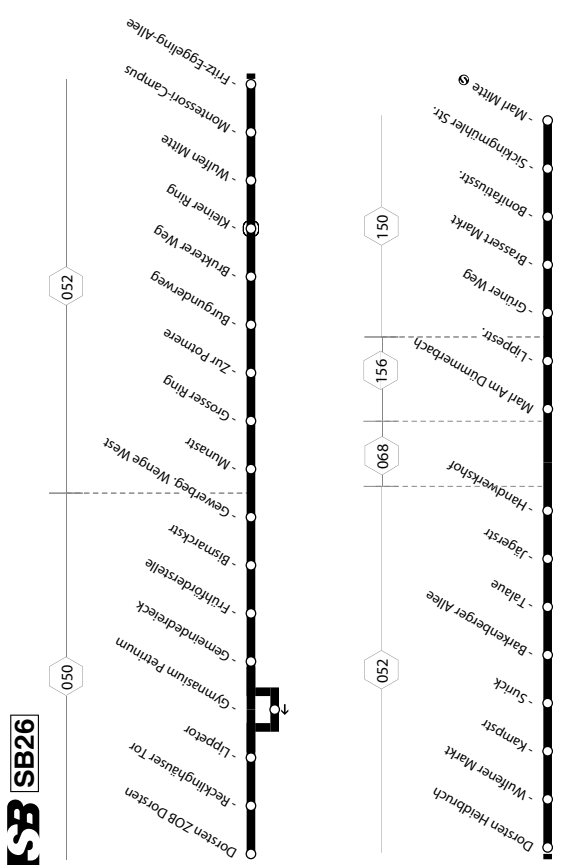 SB SB26
050
052
Dorsten ZOB Dorsten
Recklinghäuser Tor -
Lippetor -
Gymnasium Petrinum -
Gemeindedreieck -
Frühförderstelle -
Bismarckstr -
Gewerbeg. Wenge West -
Munastr -
Grosser Ring -
Zur Potmere -
Burgunderweg -
Brukterer Weg -
Kleiner Ring -
Wulfen Mitte -
Montessori-Campus -
Fritz-Eggeling-Allee -
052
068
156
150
Dorsten Heidbruch
Wulfener Markt -
Kampstr -
Surick -
Barkenberger Allee -
Talaue -
Jägerstr -
Handwerkshof -
Marl Am Dümmerbach
Lippestr. -
Grüner Weg -
Brassert Markt -
Bonifatiusstr. -
Sickingmühler Str. -
S Marl Mitte -